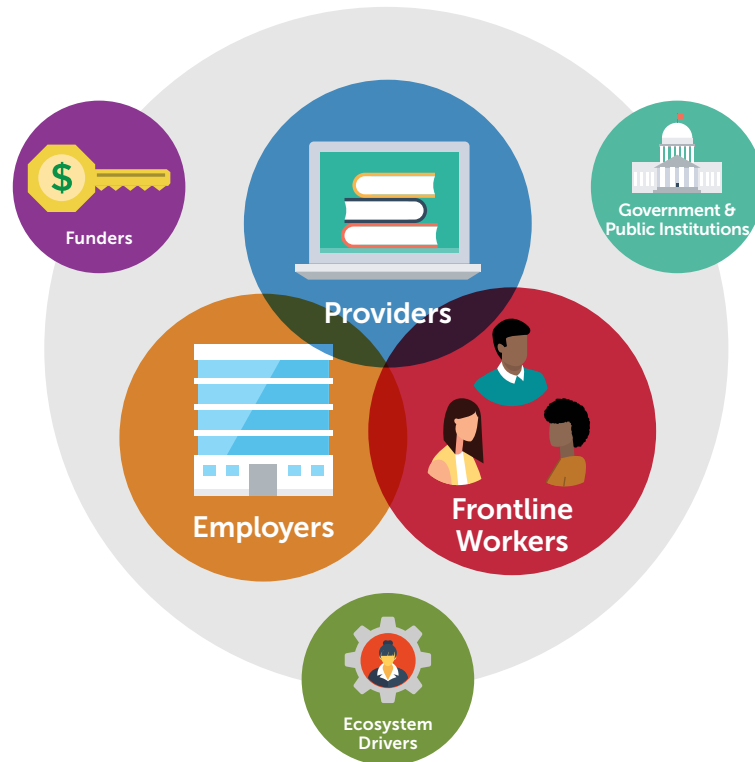 $
Funders
Government &
Public Institutions
Providers
Employers
Frontline
Workers
Ecosystem
Drivers